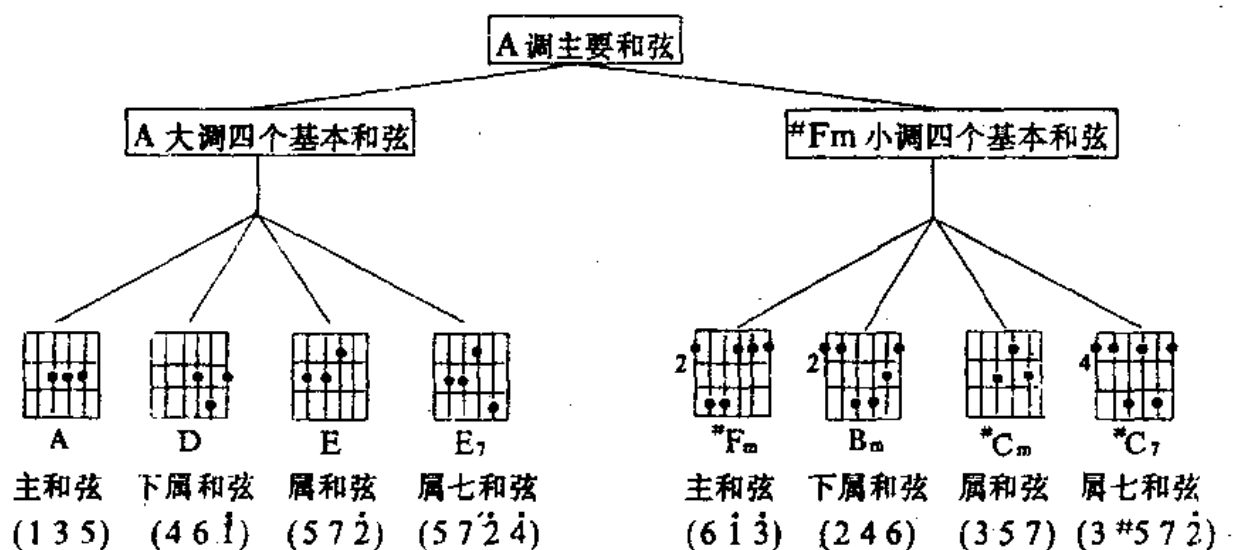 A调主要和弦
A大调四个基本和弦 #Fm小调四个基本和弦
2 2 4
A D E E₇ #Fm Bm #Cm #C₇
主和弦 下属和弦 属和弦 属七和弦 主和弦 下属和弦 属和弦 属七和弦
(1 3 5) (4 6 1̇) (5 7 2̇) (5 7 2̇ 4̇) (6 1̇ 3̇) (2 4 6) (3 5 7) (3 #5 7 2̇)